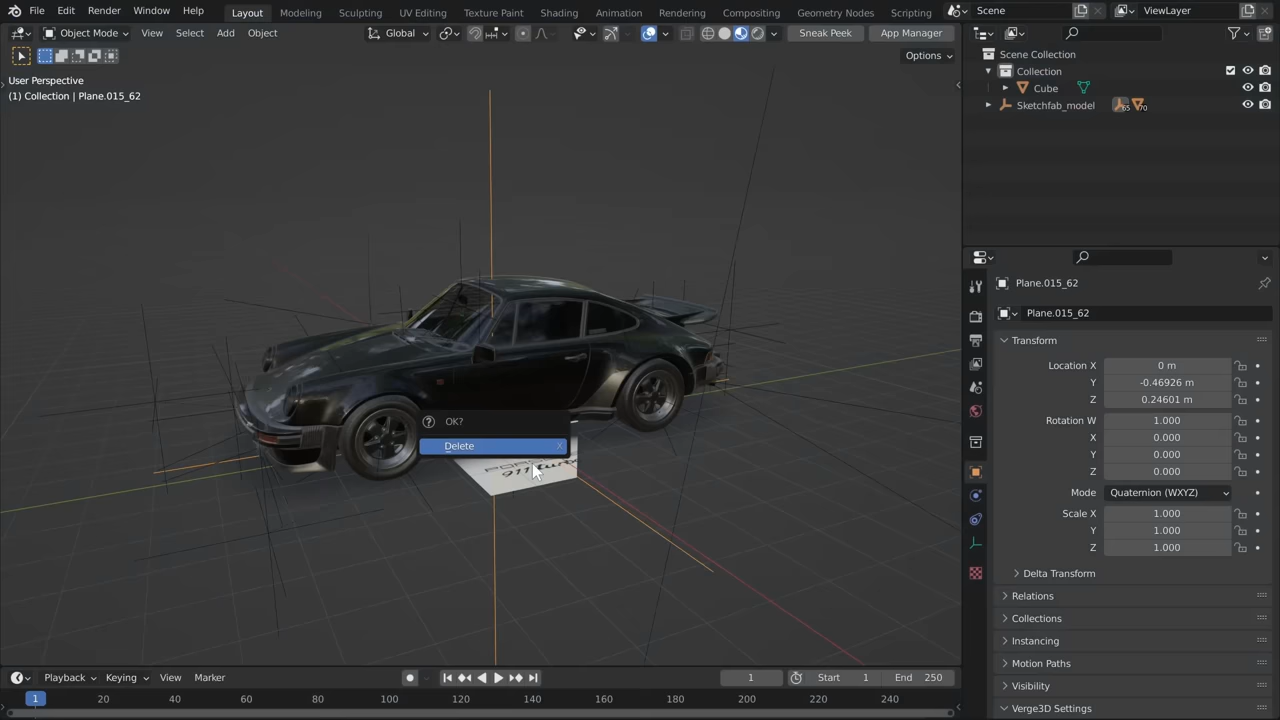 File Edit Render Window Help Layout Modeling Sculpting UV Editing Texture Paint Shading Animation Rendering Compositing Geometry Nodes Scripting Scene ViewLayer
Object Mode View Select Add Object Global Sneak Peek App Manager
Options
User Perspective
(1) Collection | Plane.015_62
Scene Collection
Collection
Cube
Sketchfab_model 65 70
Plane.015_62
Plane.015_62
Transform
Location X 0 m
Y -0.46926 m
Z 0.24601 m
Rotation W 1.000
X 0.000
Y 0.000
Z 0.000
Mode Quaternion (WXYZ)
Scale X 1.000
Y 1.000
Z 1.000
Delta Transform
Relations
Collections
Instancing
Motion Paths
Visibility
Verge3D Settings
OK?
Delete X
911 turbo
Playback Keying View Marker 1 Start 1 End 250
1 20 40 60 80 100 120 140 160 180 200 220 240